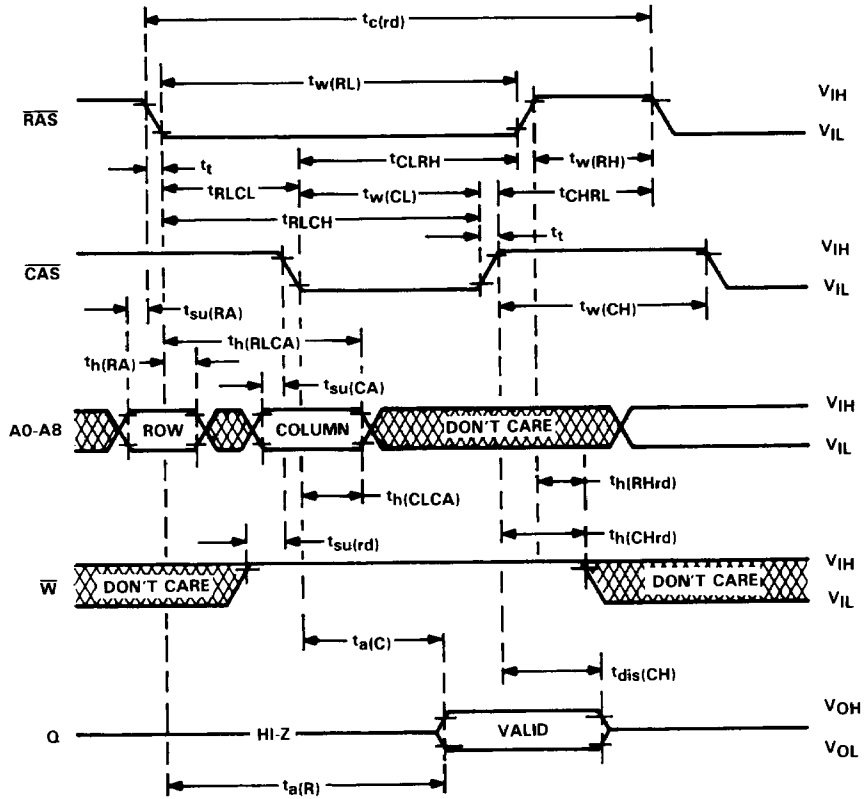 tc(rd)
tw(RL)
RAS
VIH
VIL
tCLRH
tw(RH)
tt
tRLCL
tw(CL)
tCHRL
tRLCH
tt
CAS
VIH
VIL
tsu(RA)
tw(CH)
th(RLCA)
th(RA)
tsu(CA)
A0-A8
ROW
COLUMN
DON'T CARE
VIH
VIL
th(RHrd)
th(CLCA)
th(CHrd)
tsu(rd)
W
DON'T CARE
DON'T CARE
VIH
VIL
ta(C)
tdis(CH)
Q
HI-Z
VALID
VOH
VOL
ta(R)